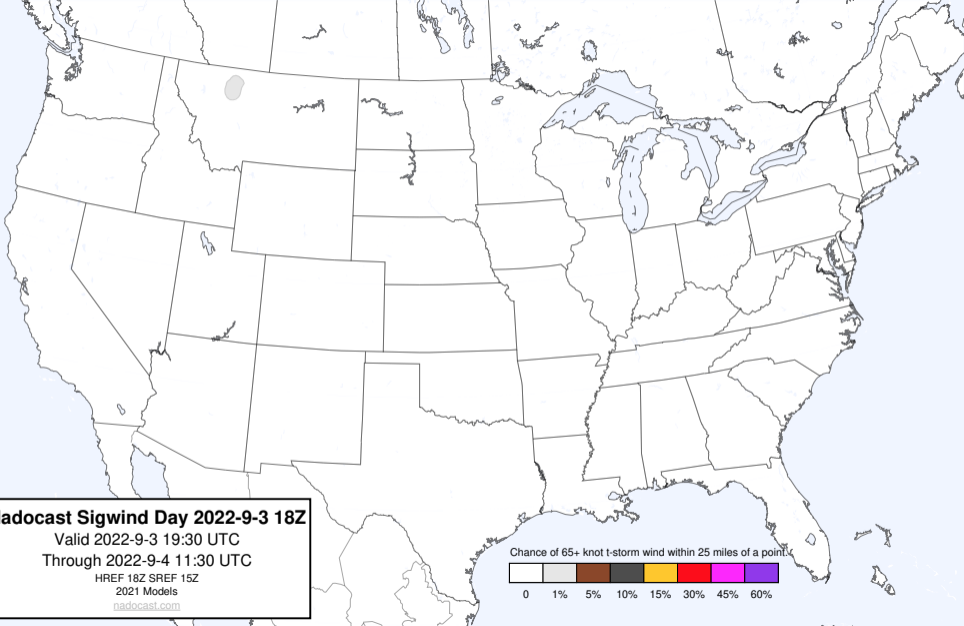 adocast Sigwind Day 2022-9-3 18Z
Valid 2022-9-3 19:30 UTC
Through 2022-9-4 11:30 UTC
HREF 18Z SREF 15Z
2021 Models
nadocast.com
Chance of 65+ knot t-storm wind within 25 miles of a point.
0 1% 5% 10% 15% 30% 45% 60%